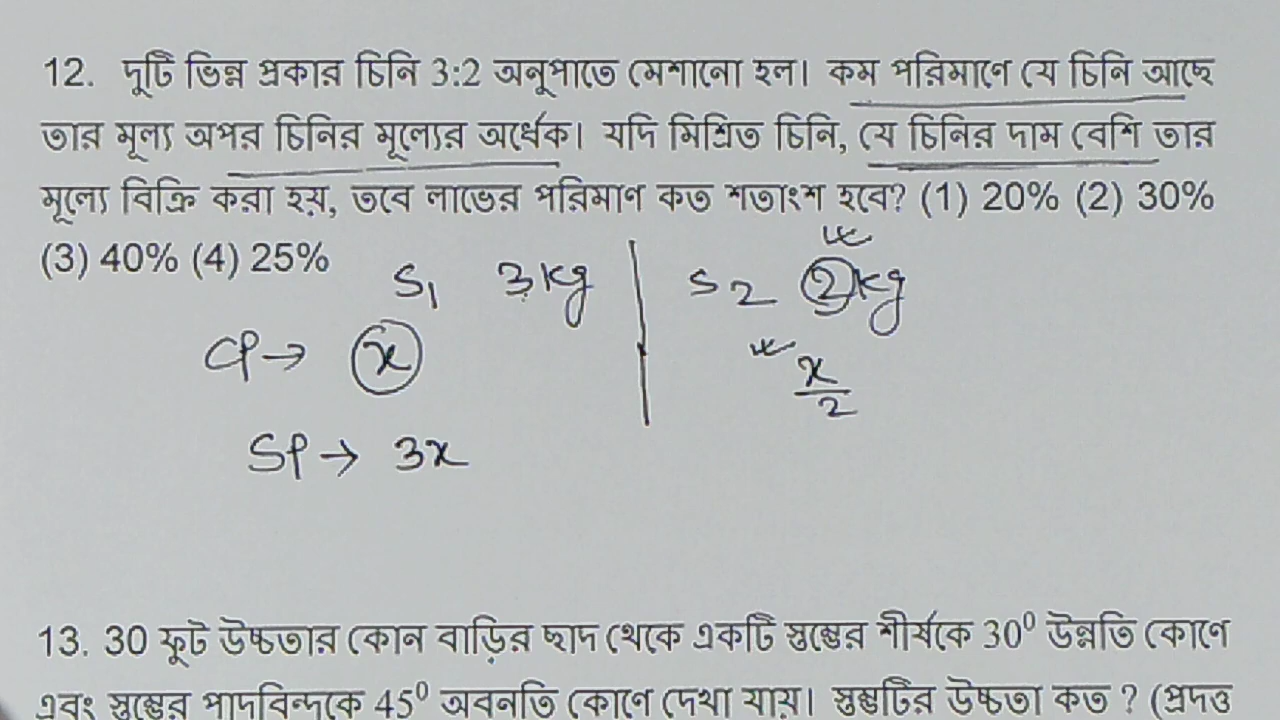 12. দুটি ভিন্ন প্রকার চিনি 3:2 অনুপাতে মেশানো হল। কম পরিমাণে যে চিনি আছে
তার মূল্য অপর চিনির মূল্যের অর্ধেক। যদি মিশ্রিত চিনি, যে চিনির দাম বেশি তার
মূল্যে বিক্রি করা হয়, তবে লাভের পরিমাণ কত শতাংশ হবে? (1) 20% (2) 30%
(3) 40% (4) 25%
S₁ 3kg S₂ 2kg
CP → x x/2
SP → 3x
13. 30 ফুট উচ্চতার কোন বাড়ির ছাদ থেকে একটি স্তম্ভের শীর্ষকে 30⁰ উন্নতি কোণে
এবং স্তম্ভের পাদবিন্দুকে 45⁰ অবনতি কোণে দেখা যায়। স্তম্ভটির উচ্চতা কত ? (প্রদত্ত